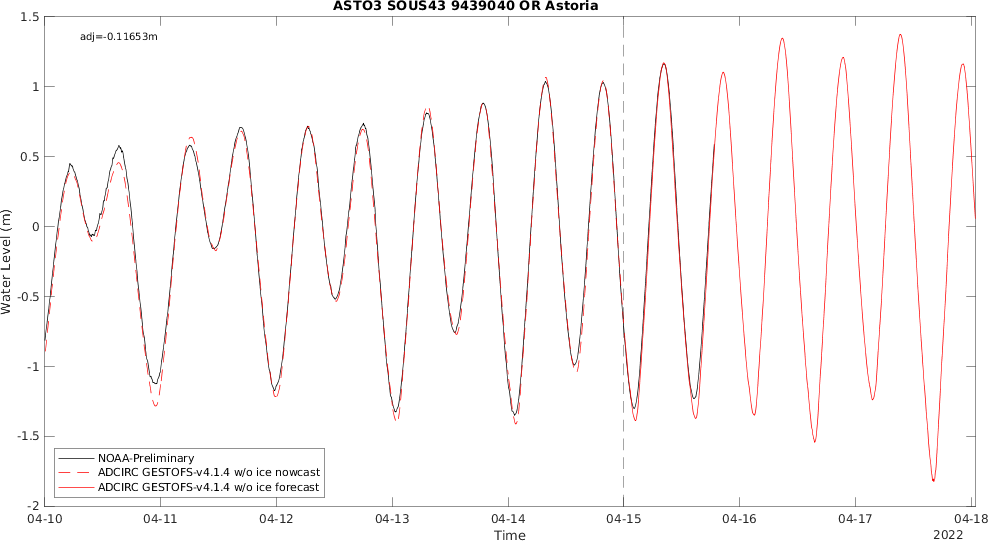 ASTO3 SOUS43 9439040 OR Astoria
adj=-0.11653m
1.5
1
0.5
0
-0.5
-1
-1.5
-2
Water Level (m)
NOAA-Preliminary
ADCIRC GESTOFS-v4.1.4 w/o ice nowcast
ADCIRC GESTOFS-v4.1.4 w/o ice forecast
04-10 04-11 04-12 04-13 04-14 04-15 04-16 04-17 04-18
Time
2022